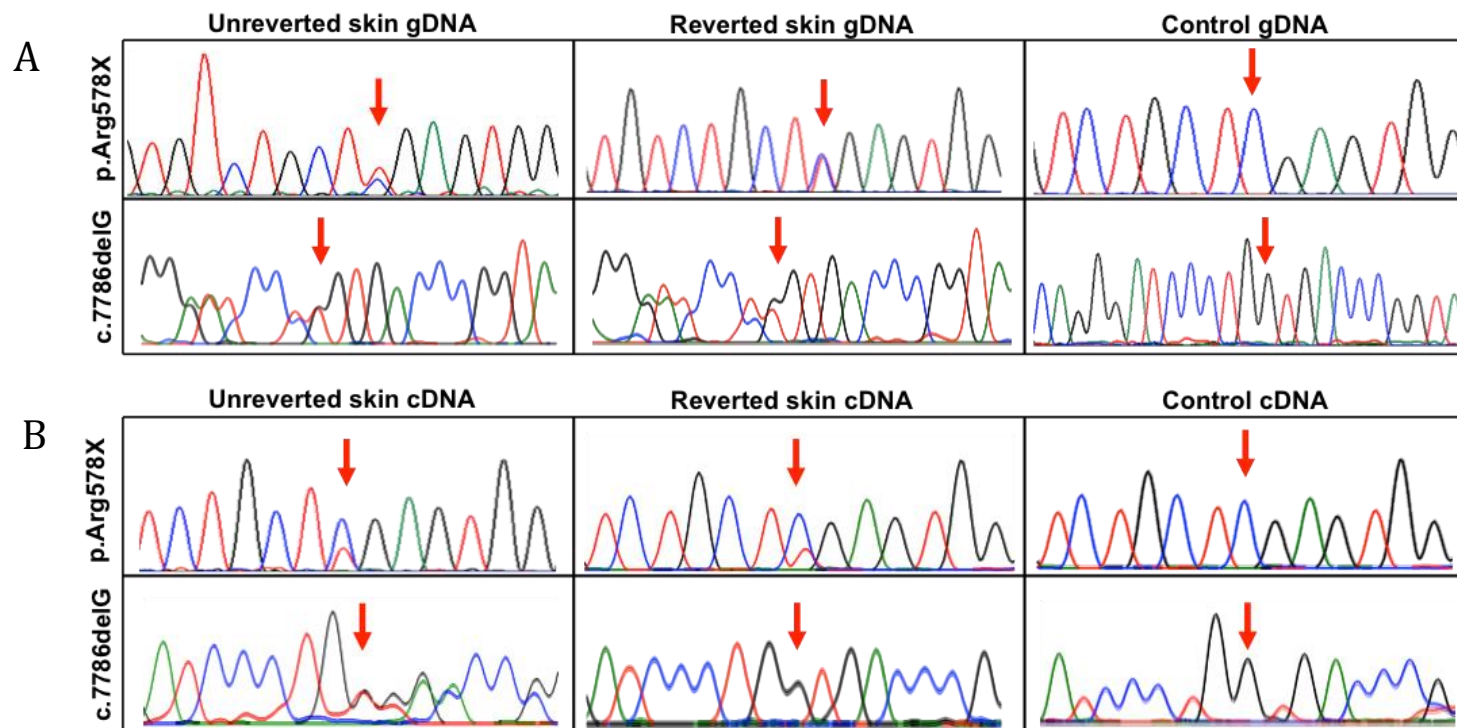 A
Unreverted skin gDNA
Reverted skin gDNA
Control gDNA
p.Arg578X
c.7786delG
B
Unreverted skin cDNA
Reverted skin cDNA
Control cDNA
p.Arg578X
c.7786delG